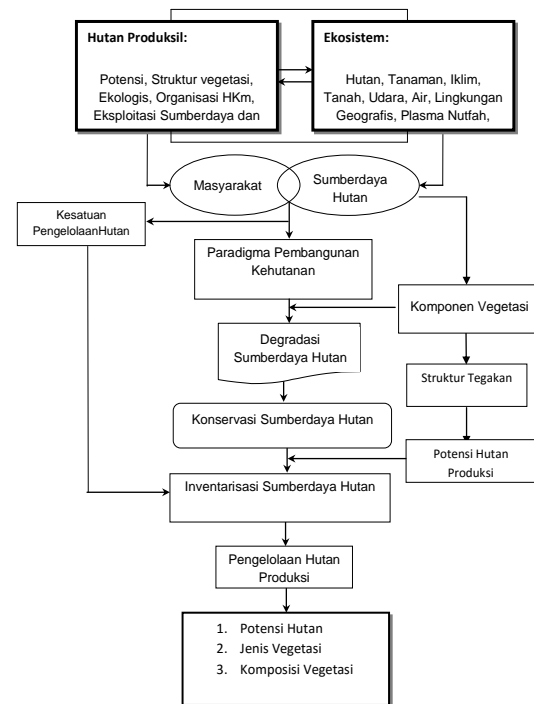 Hutan Produksil:
Potensi, Struktur vegetasi,
Ekologis, Organisasi HKm,
Eksploitasi Sumberdaya dan
Ekosistem:
Hutan, Tanaman, Iklim,
Tanah, Udara, Air, Lingkungan
Geografis, Plasma Nutfah,
Masyarakat
Sumberdaya
Hutan
Kesatuan
PengelolaanHutan
Paradigma Pembangunan
Kehutanan
Komponen Vegetasi
Degradasi
Sumberdaya Hutan
Struktur Tegakan
Konservasi Sumberdaya Hutan
Potensi Hutan
Produksi
Inventarisasi Sumberdaya Hutan
Pengelolaan Hutan
Produksi
1. Potensi Hutan
2. Jenis Vegetasi
3. Komposisi Vegetasi